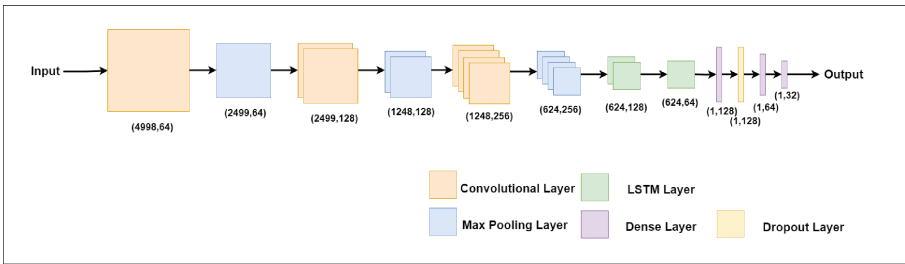 Input
Output
(4998,64)
(2499,64)
(2499,128)
(1248,128)
(1248,256)
(624,256)
(624,128)
(624,64)
(1,128)
(1,128)
(1,64)
(1,32)
Convolutional Layer
LSTM Layer
Max Pooling Layer
Dense Layer
Dropout Layer